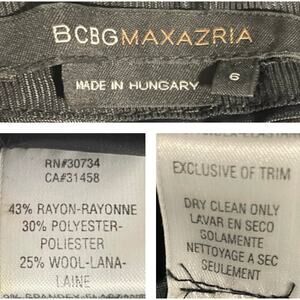 BCBGMAXAZRIA
MADE IN HUNGARY
6
RN#30734
CA#31458
43% RAYON-RAYONNE
30% POLYESTER-
POLIESTER
25% WOOL-LANA-
LAINE
EXCLUSIVE OF TRIM
DRY CLEAN ONLY
LAVAR EN SECO
SOLAMENTE
NETTOYAGE A SEC
SEULEMENT